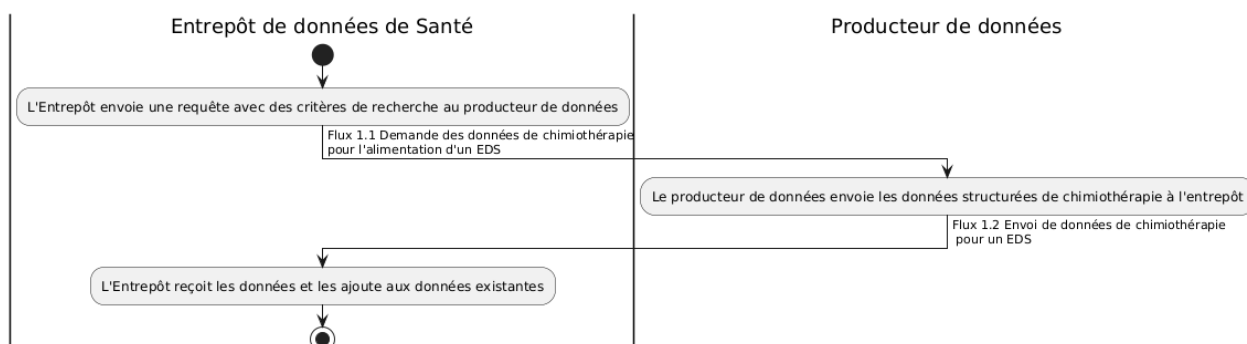 Entrepôt de données de Santé
Producteur de données
L'Entrepôt envoie une requête avec des critères de recherche au producteur de données
Flux 1.1 Demande des données de chimiothérapie
pour l'alimentation d'un EDS
Le producteur de données envoie les données structurées de chimiothérapie à l'entrepôt
Flux 1.2 Envoi de données de chimiothérapie
pour un EDS
L'Entrepôt reçoit les données et les ajoute aux données existantes